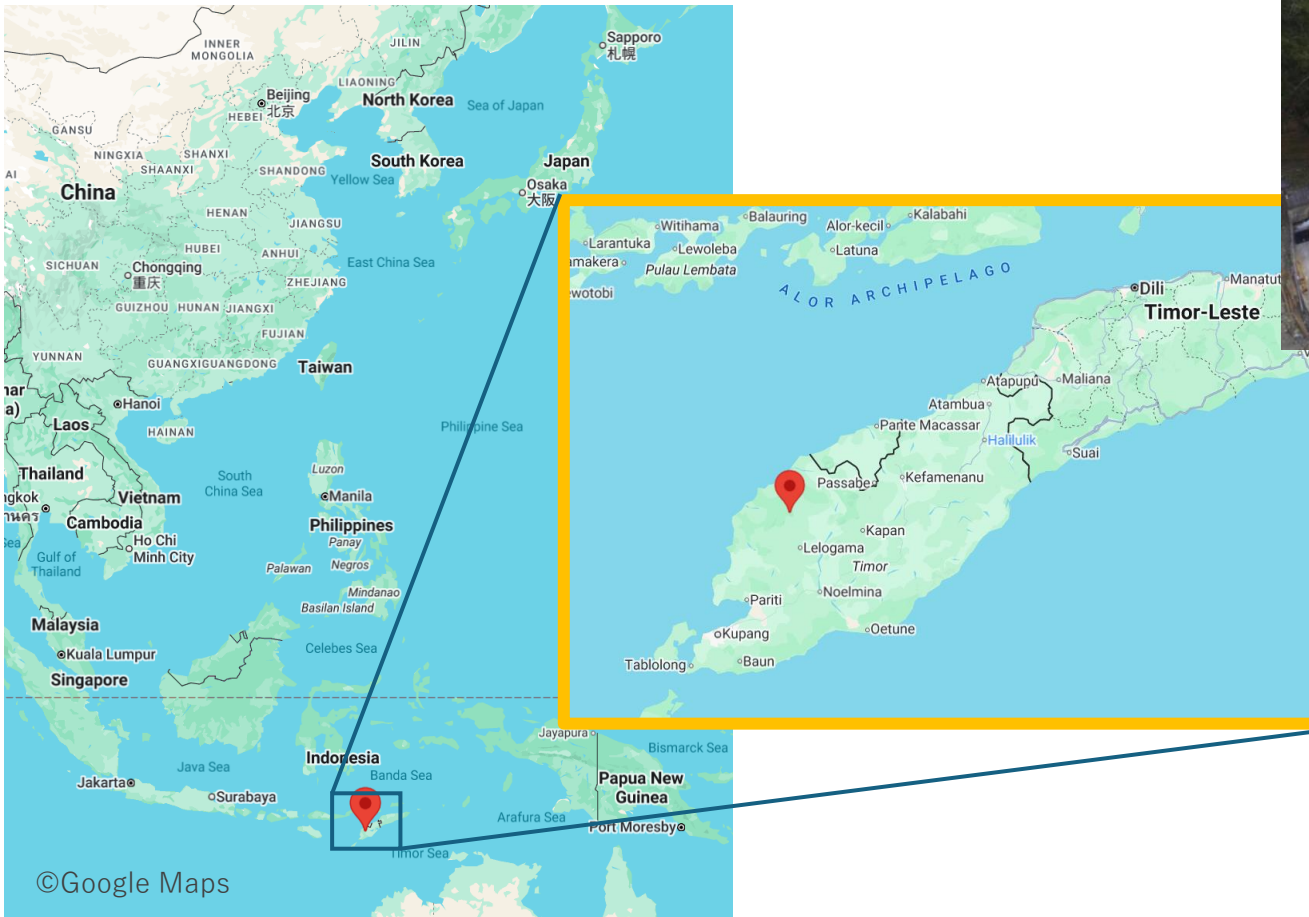 INNER
MONGOLIA
JILIN
Sapporo
札幌
LIAONING
Beijing
北京
HEBEI
North Korea
Sea of Japan
GANSU
NINGXIA
SHANXI
SHAANXI
SHANDONG
South Korea
Yellow Sea
Japan
Osaka
大阪
AI
China
HENAN
JIANGSU
HUBEI
ANHUI
East China Sea
SICHUAN
Chongqing
重庆
ZHEJIANG
GUIZHOU
HUNAN
JIANGXI
FUJIAN
YUNNAN
GUANGXI
GUANGDONG
Taiwan
nar
a)
Hanoi
Laos
HAINAN
Philippine Sea
Thailand
South
China Sea
Luzon
Vietnam
Manila
ngkok
Cambodia
Philippines
Sea
Ho Chi
Minh City
Gulf of
Thailand
Panay
Palawan
Negros
Mindanao
Basilan Island
Malaysia
Celebes Sea
Kuala Lumpur
Singapore
Jayapura
Bismarck Sea
Indonesia
Java Sea
Banda Sea
Jakarta
Surabaya
Papua New
Guinea
Arafura Sea
Port Moresby
Timor Sea
©Google Maps
Witihama
Balauring
Alor-kecil
Kalabahi
Larantuka
Lewoleba
Latuna
amakera
Pulau Lembata
ewotobi
ALOR ARCHIPELAGO
Dili
Manatut
Timor-Leste
Atapupu
Maliana
Atambua
Pante Macassar
Halilulik
Suai
Passabe
Kefamenanu
Kapan
Lelogama
Timor
Pariti
Noelmina
Kupang
Oetune
Tablolong
Baun